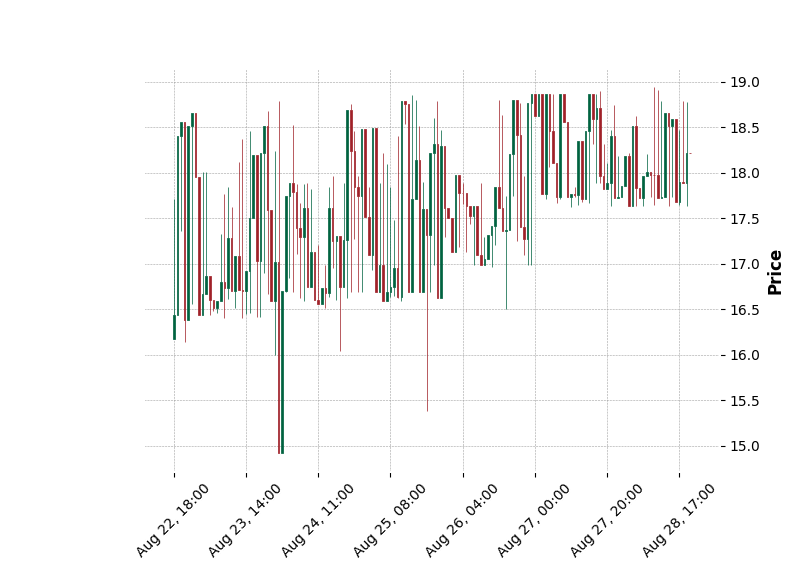 19.0
18.5
18.0
17.5
17.0
16.5
16.0
15.5
15.0
Price
Aug 22, 18:00
Aug 23, 14:00
Aug 24, 11:00
Aug 25, 08:00
Aug 26, 04:00
Aug 27, 00:00
Aug 27, 20:00
Aug 28, 17:00